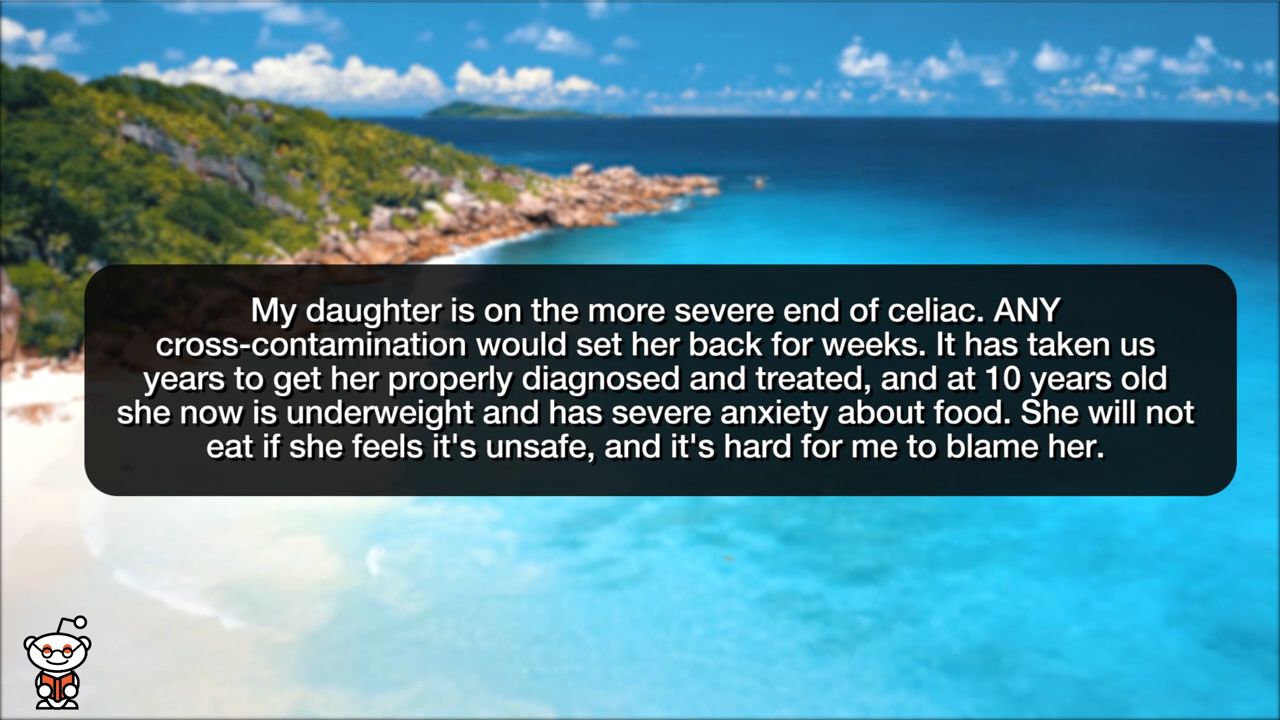 My daughter is on the more severe end of celiac. ANY
cross-contamination would set her back for weeks. It has taken us
years to get her properly diagnosed and treated, and at 10 years old
she now is underweight and has severe anxiety about food. She will not
eat if she feels it's unsafe, and it's hard for me to blame her.